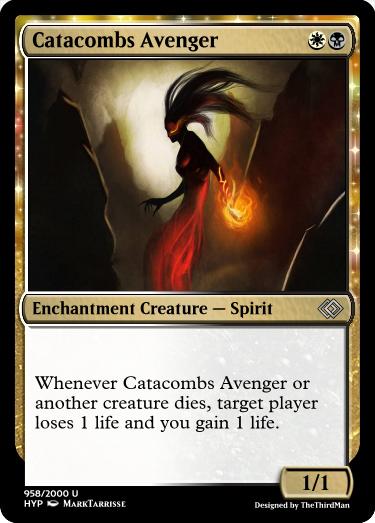 Catacombs Avenger
Enchantment Creature — Spirit
Whenever Catacombs Avenger or
another creature dies, target player
loses 1 life and you gain 1 life.
1/1
958/2000 U
HYP MarkTarrisse
Designed by TheThirdMan